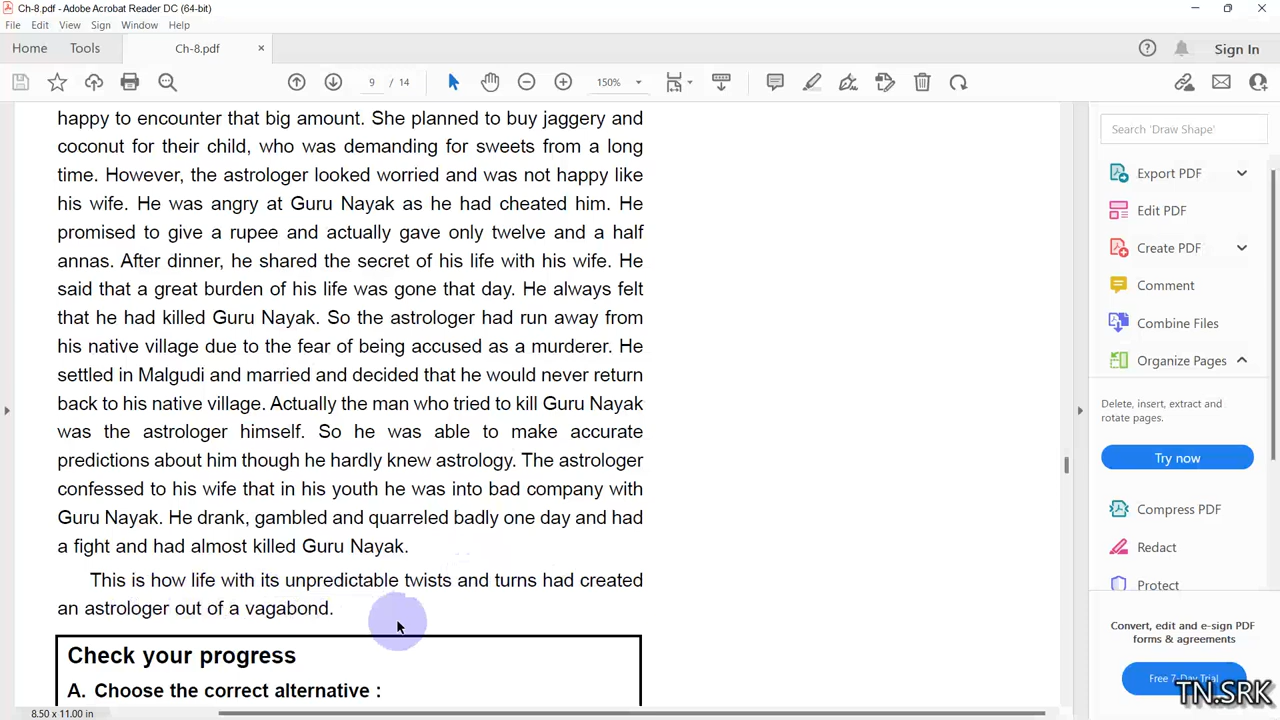 Ch-8.pdf - Adobe Acrobat Reader DC (64-bit)
File Edit View Sign Window Help
Home Tools Ch-8.pdf × Sign In
9 / 14 150%
happy to encounter that big amount. She planned to buy jaggery and
coconut for their child, who was demanding for sweets from a long
time. However, the astrologer looked worried and was not happy like
his wife. He was angry at Guru Nayak as he had cheated him. He
promised to give a rupee and actually gave only twelve and a half
annas. After dinner, he shared the secret of his life with his wife. He
said that a great burden of his life was gone that day. He always felt
that he had killed Guru Nayak. So the astrologer had run away from
his native village due to the fear of being accused as a murderer. He
settled in Malgudi and married and decided that he would never return
back to his native village. Actually the man who tried to kill Guru Nayak
was the astrologer himself. So he was able to make accurate
predictions about him though he hardly knew astrology. The astrologer
confessed to his wife that in his youth he was into bad company with
Guru Nayak. He drank, gambled and quarreled badly one day and had
a fight and had almost killed Guru Nayak.
This is how life with its unpredictable twists and turns had created
an astrologer out of a vagabond.
Check your progress
A. Choose the correct alternative :
8.50 x 11.00 in
Search 'Draw Shape'
Export PDF
Edit PDF
Create PDF
Comment
Combine Files
Organize Pages
Delete, insert, extract and
rotate pages.
Try now
Compress PDF
Redact
Protect
Convert, edit and e-sign PDF
forms & agreements
Free 7-Day Trial
TN.SRK